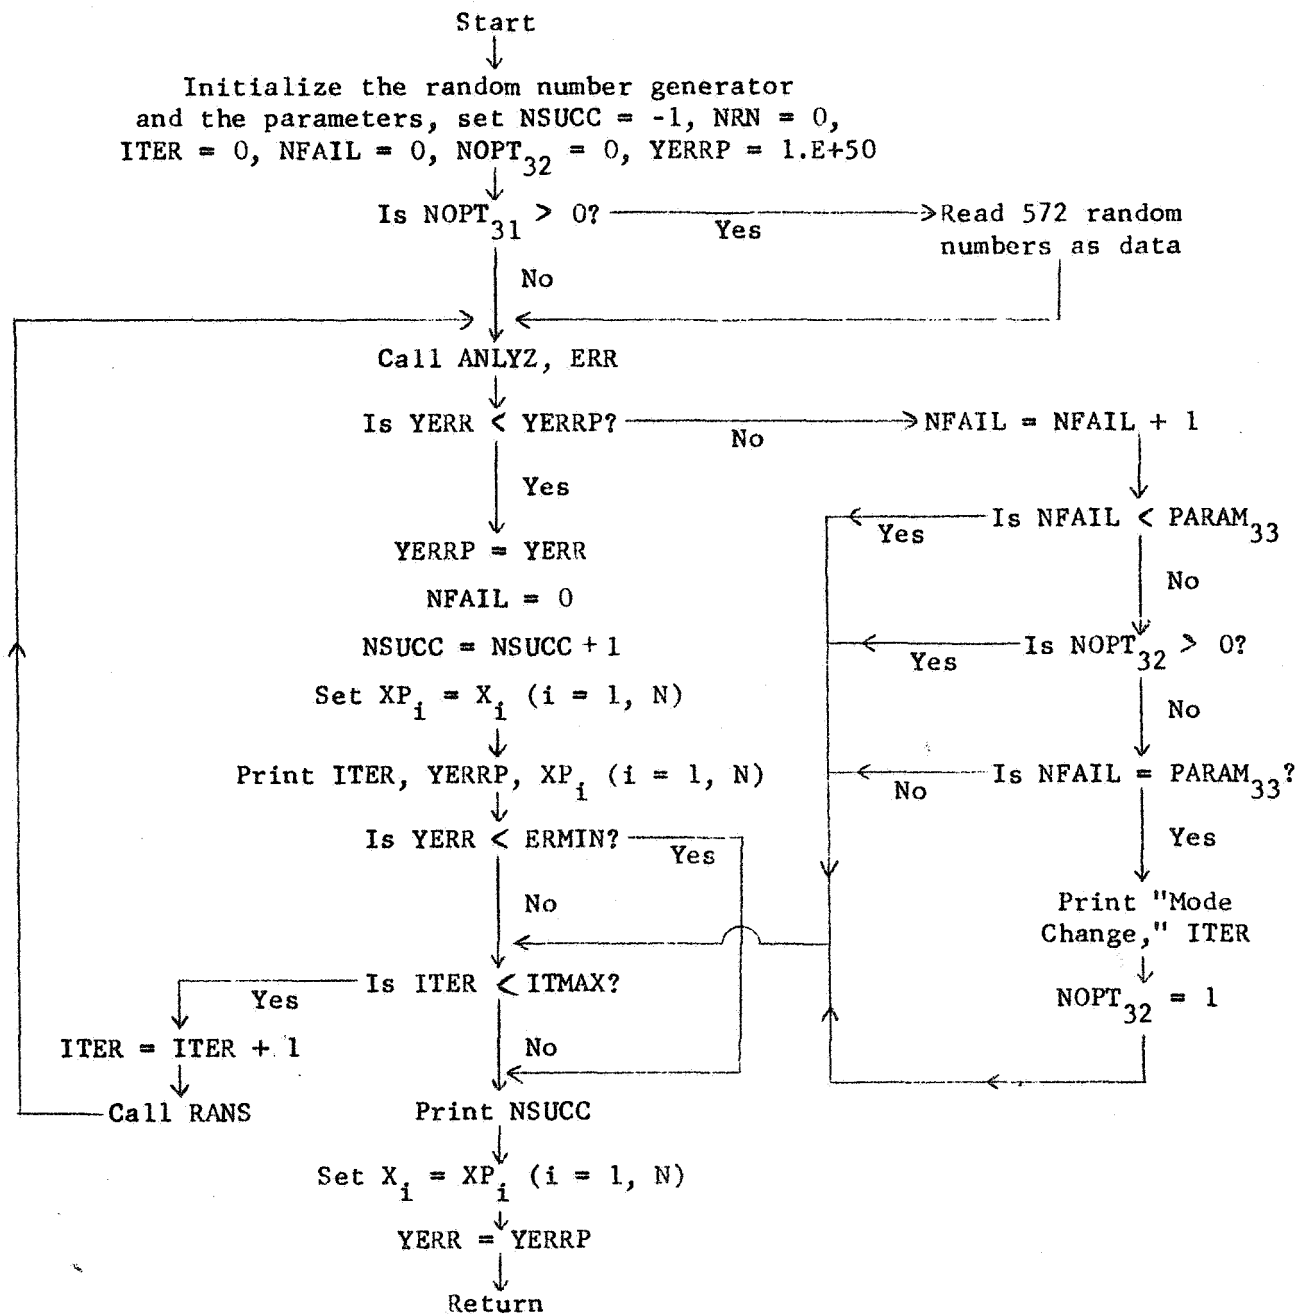 Start
Initialize the random number generator
and the parameters, set NSUCC = -1, NRN = 0,
ITER = 0, NFAIL = 0, NOPT32 = 0, YERRP = 1.E+50
Is NOPT31 > 0?
Yes
Read 572 random
numbers as data
No
Call ANLYZ, ERR
Is YERR < YERRP?
No
NFAIL = NFAIL + 1
Yes
Is NFAIL < PARAM33
Yes
No
YERRP = YERR
NFAIL = 0
NSUCC = NSUCC + 1
Is NOPT32 > 0?
Yes
No
Set XPi = Xi (i = 1, N)
Print ITER, YERRP, XPi (i = 1, N)
Is NFAIL = PARAM33?
No
Yes
Is YERR < ERMIN?
Yes
No
Print "Mode
Change," ITER
NOPT32 = 1
Is ITER < ITMAX?
Yes
No
ITER = ITER + 1
Call RANS
Print NSUCC
Set Xi = XPi (i = 1, N)
YERR = YERRP
Return